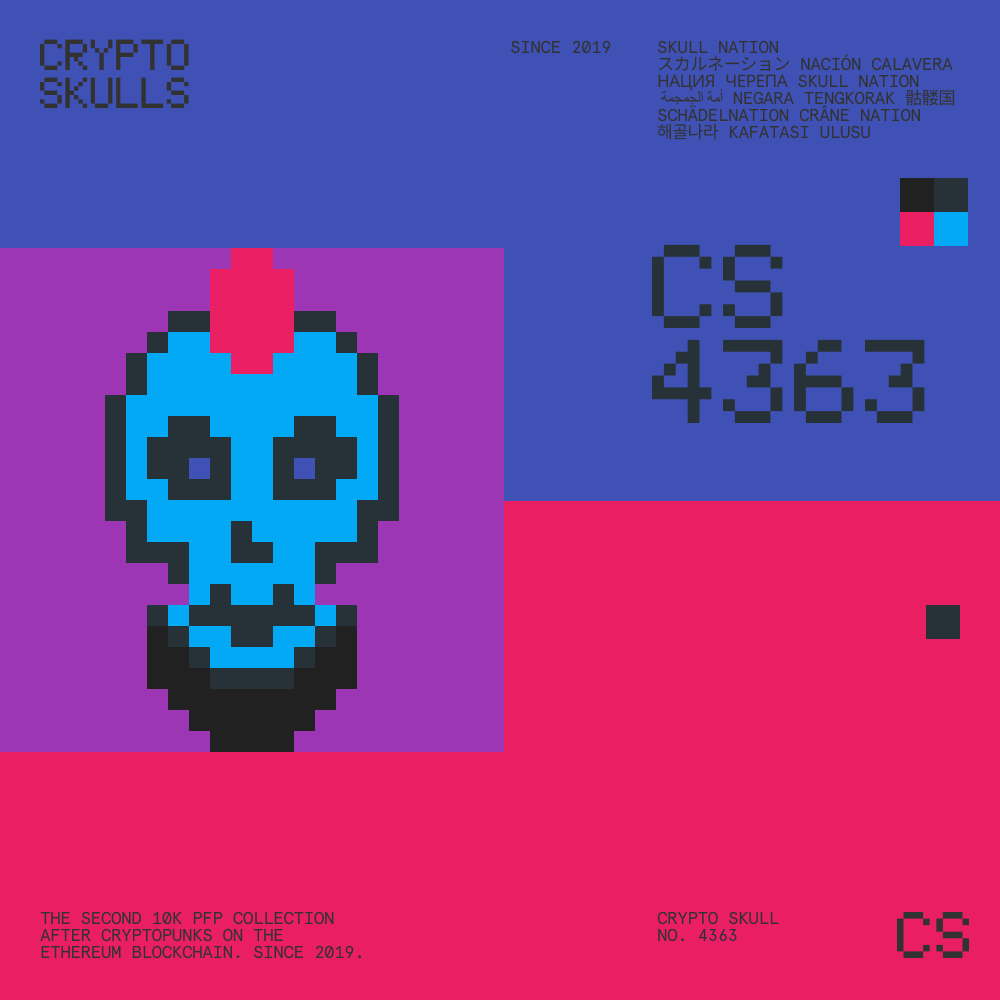 CRYPTO
SKULLS
SINCE 2019
SKULL NATION
スカルネーション NACIÓN CALAVERA
НАЦИЯ ЧЕРЕПА SKULL NATION
أمة الجمجمة NEGARA TENGKORAK 骷髅国
SCHÄDELNATION CRÂNE NATION
해골나라 KAFATASI ULUSU
CS
4363
THE SECOND 10K PFP COLLECTION
AFTER CRYPTOPUNKS ON THE
ETHEREUM BLOCKCHAIN. SINCE 2019.
CRYPTO SKULL
NO. 4363
CS